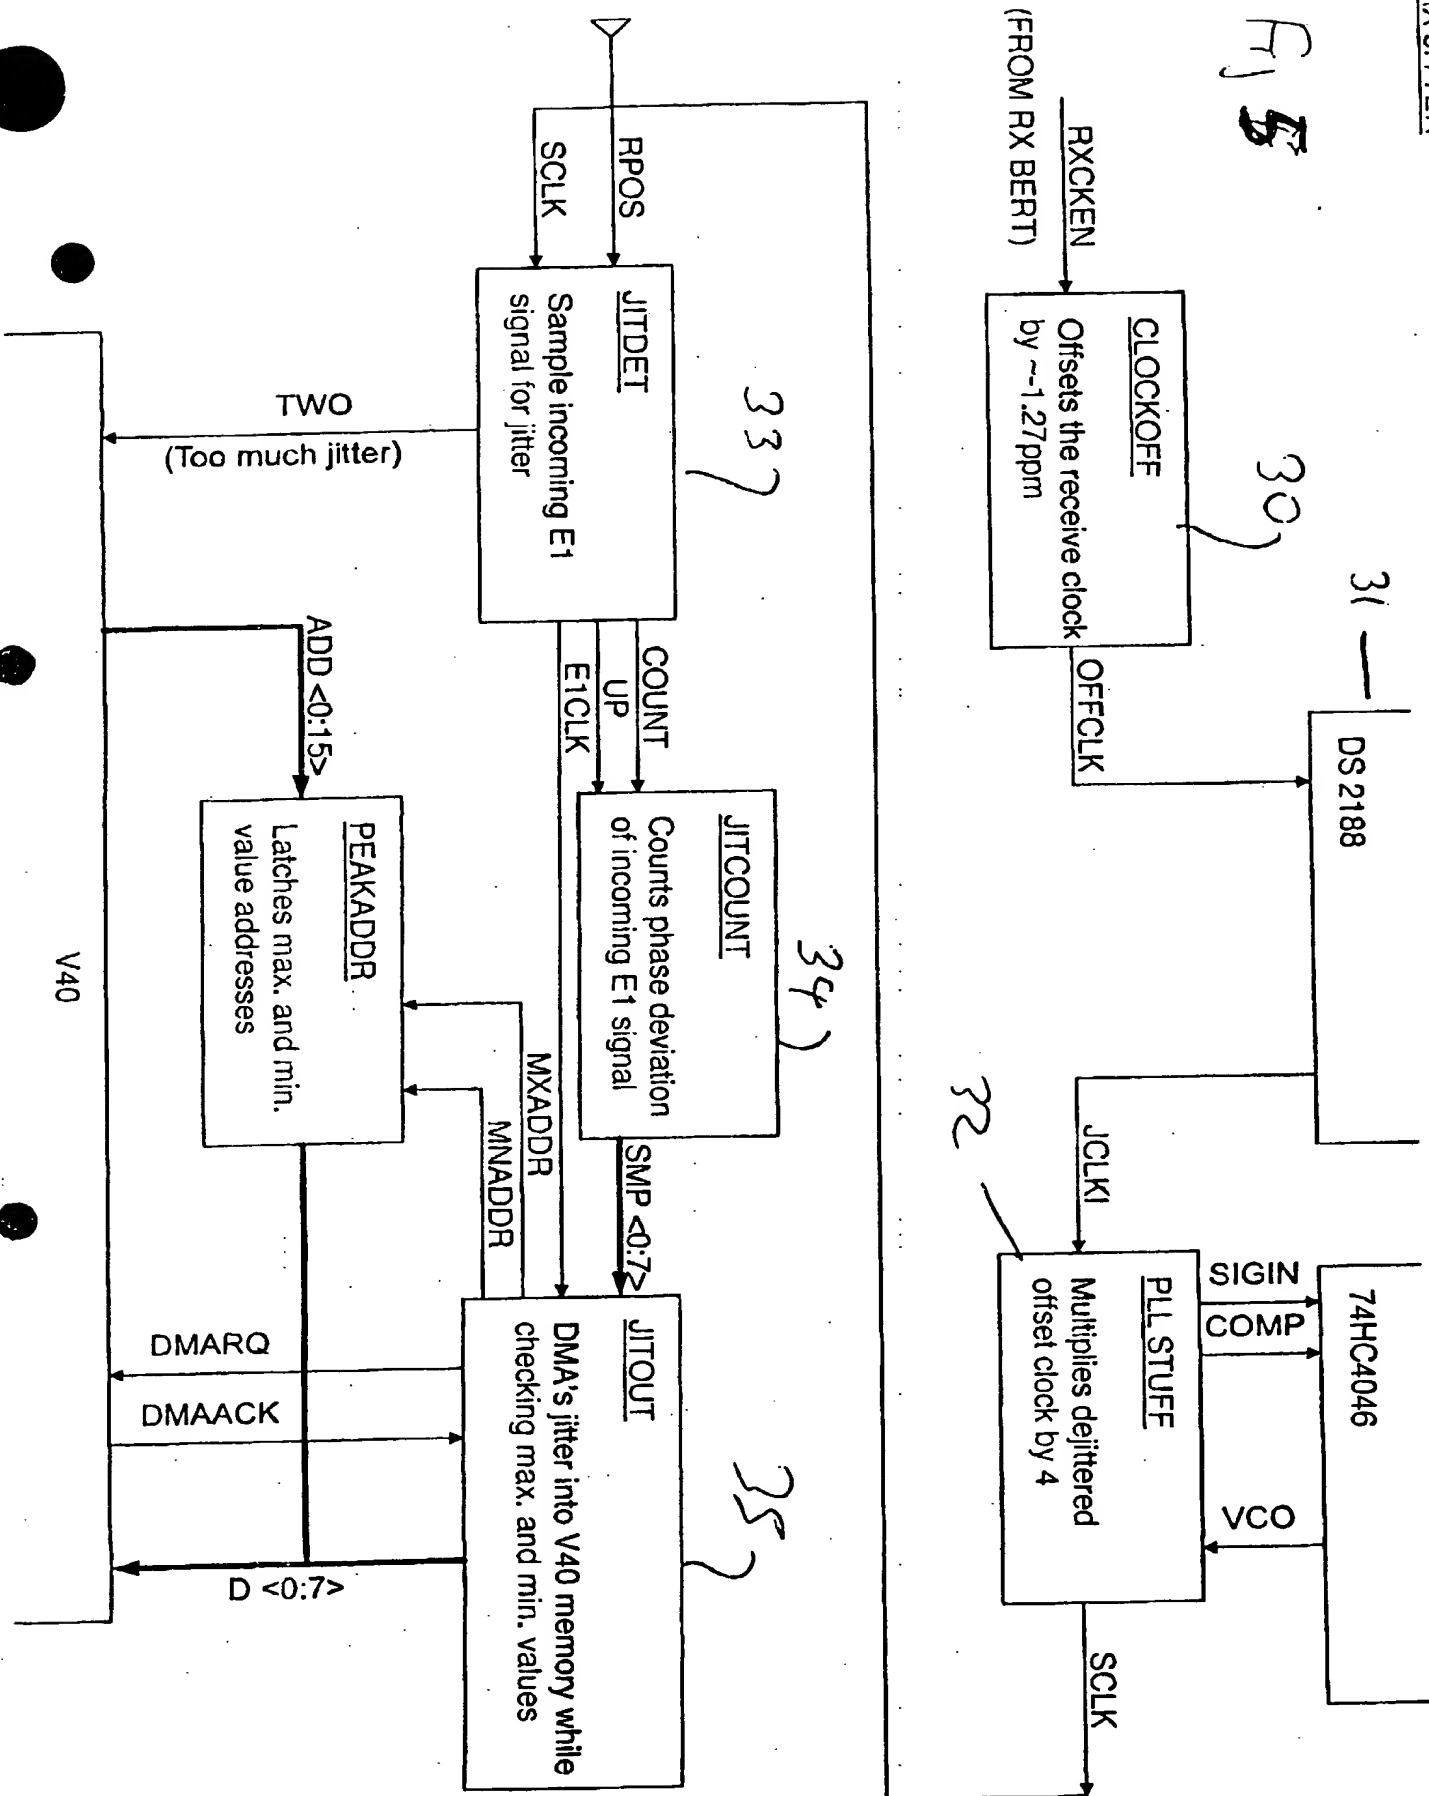 Fig 5
RXCKEN
(FROM RX BERT)
CLOCKOFF
Offsets the receive clock
by ~-1.27ppm
30
OFFCLK
31
DS 2188
JCLKI
32
PLL STUFF
Multiplies dejittered
offset clock by 4
SIGIN
COMP
VCO
74HC4046
SCLK
RPOS
SCLK
JITDET
Sample incoming E1
signal for jitter
33
TWO
(Too much jitter)
COUNT
UP
E1CLK
JITCOUNT
Counts phase deviation
of incoming E1 signal
34
SMP <0:7>
JITOUT
DMA's jitter into V40 memory while
checking max. and min. values
35
MXADDR
MNADDR
ADD <0:15>
PEAKADDR
Latches max. and min.
value addresses
DMARQ
DMAACK
D <0:7>
V40